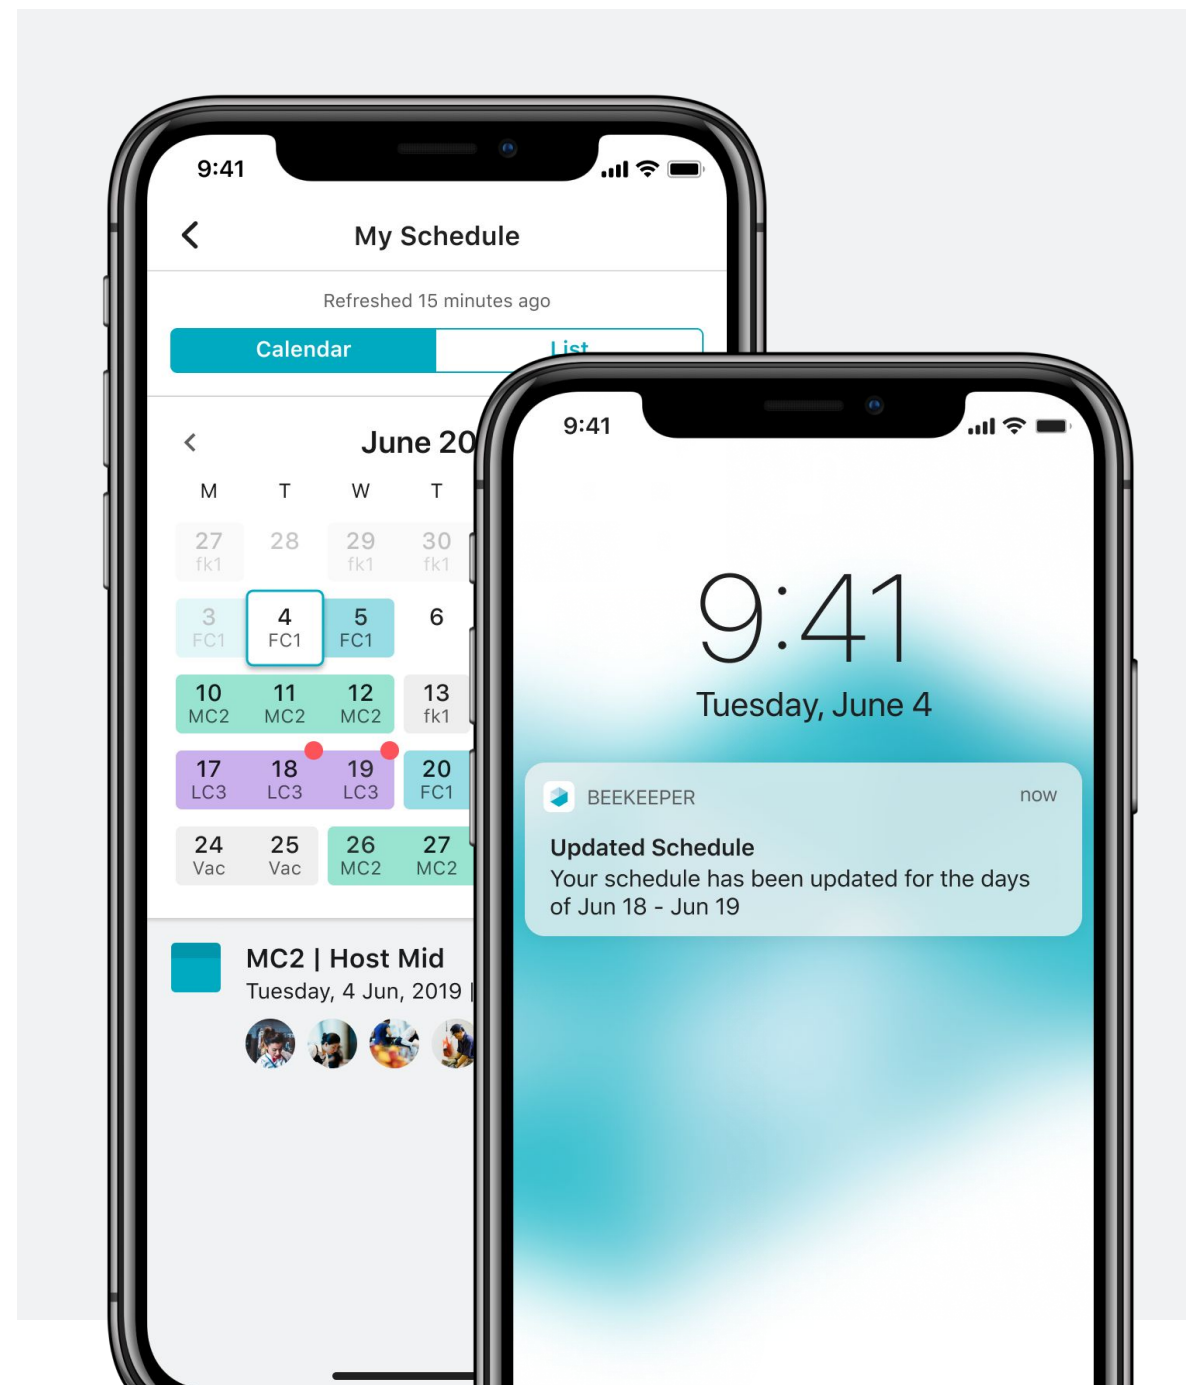 9:41
My Schedule
Refreshed 15 minutes ago
Calendar List
June 20
M T W T
27 28 29 30
fk1 fk1 fk1
3 4 5 6
FC1 FC1 FC1
10 11 12 13
MC2 MC2 MC2 fk1
17 18 19 20
LC3 LC3 LC3 FC1
24 25 26 27
Vac Vac MC2 MC2
MC2 | Host Mid
Tuesday, 4 Jun, 2019 |
9:41
9:41
Tuesday, June 4
BEEKEEPER now
Updated Schedule
Your schedule has been updated for the days
of Jun 18 - Jun 19